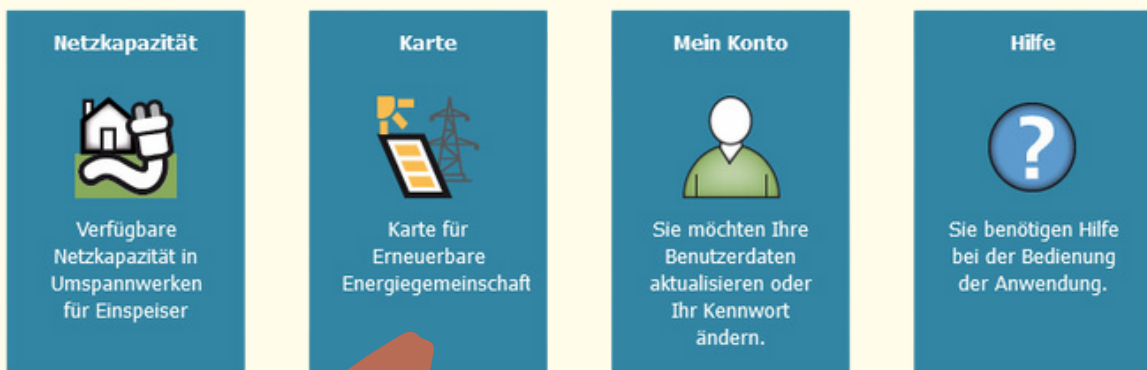 Netzkapazität
Verfügbare
Netzkapazität in
Umspannwerken
für Einspeiser
Karte
Karte für
Erneuerbare
Energiegemeinschaft
Mein Konto
Sie möchten Ihre
Benutzerdaten
aktualisieren oder
Ihr Kennwort
ändern.
Hilfe
?
Sie benötigen Hilfe
bei der Bedienung
der Anwendung.